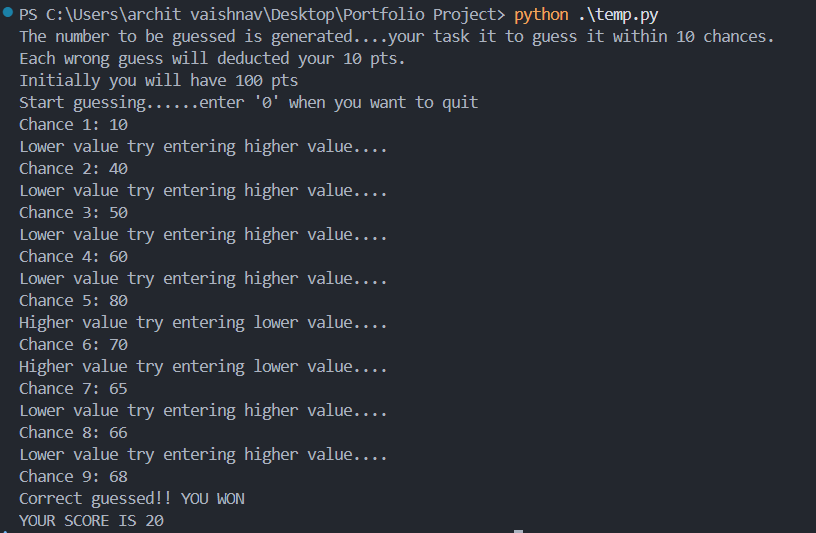 PS C:\Users\archit vaishnav\Desktop\Portfolio Project> python .\temp.py
The number to be guessed is generated....your task it to guess it within 10 chances.
Each wrong guess will deducted your 10 pts.
Initially you will have 100 pts
Start guessing......enter '0' when you want to quit
Chance 1: 10
Lower value try entering higher value....
Chance 2: 40
Lower value try entering higher value....
Chance 3: 50
Lower value try entering higher value....
Chance 4: 60
Lower value try entering higher value....
Chance 5: 80
Higher value try entering lower value....
Chance 6: 70
Higher value try entering lower value....
Chance 7: 65
Lower value try entering higher value....
Chance 8: 66
Lower value try entering higher value....
Chance 9: 68
Correct guessed!! YOU WON
YOUR SCORE IS 20